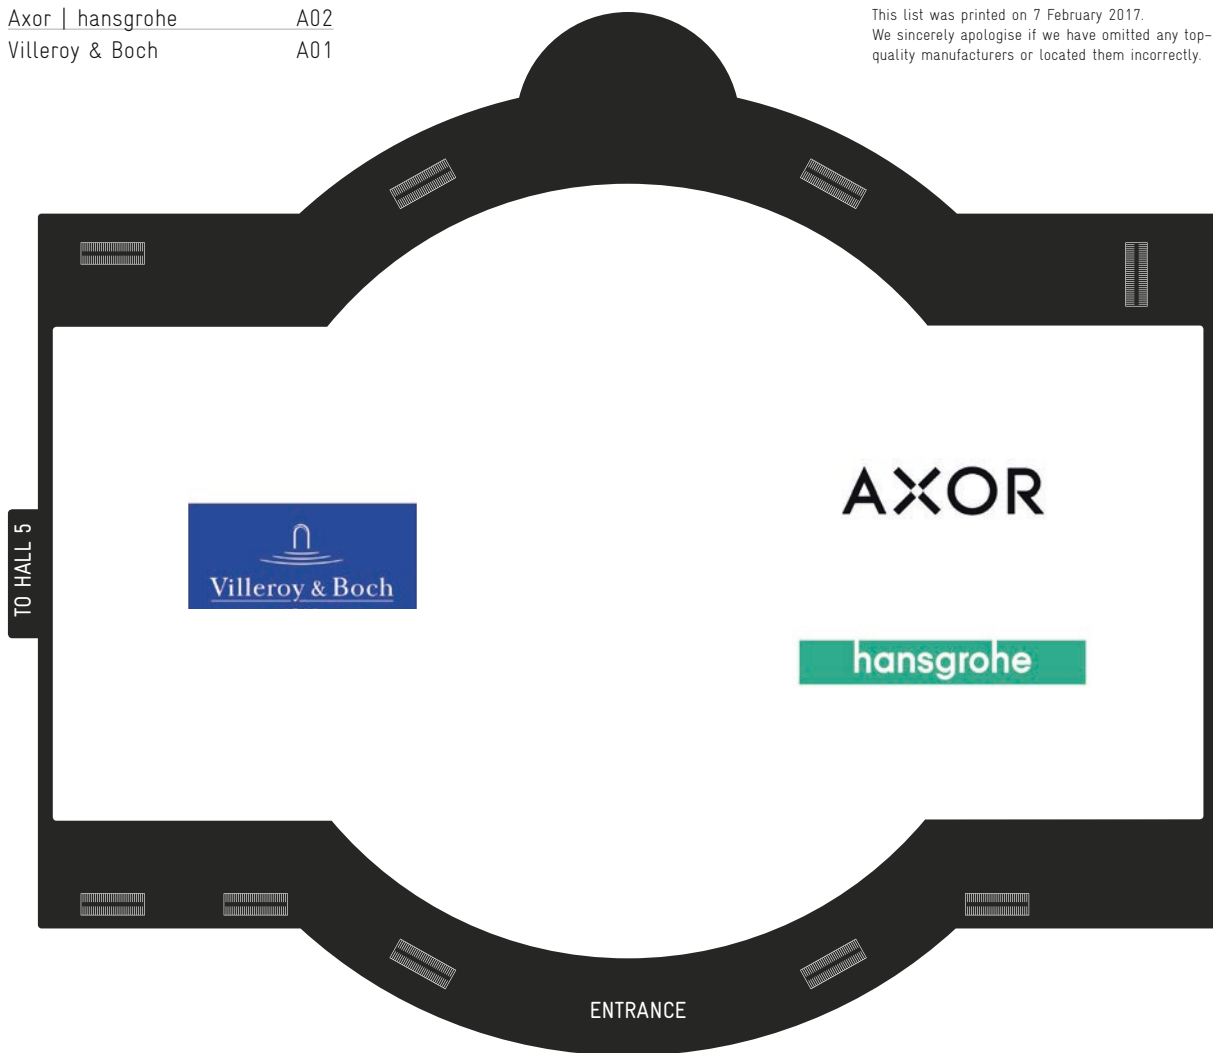 Axor | hansgrohe A02
Villeroy & Boch A01
This list was printed on 7 February 2017.
We sincerely apologise if we have omitted any top-
quality manufacturers or located them incorrectly.
AXOR
TO HALL 5
Villeroy & Boch
hansgrohe
ENTRANCE